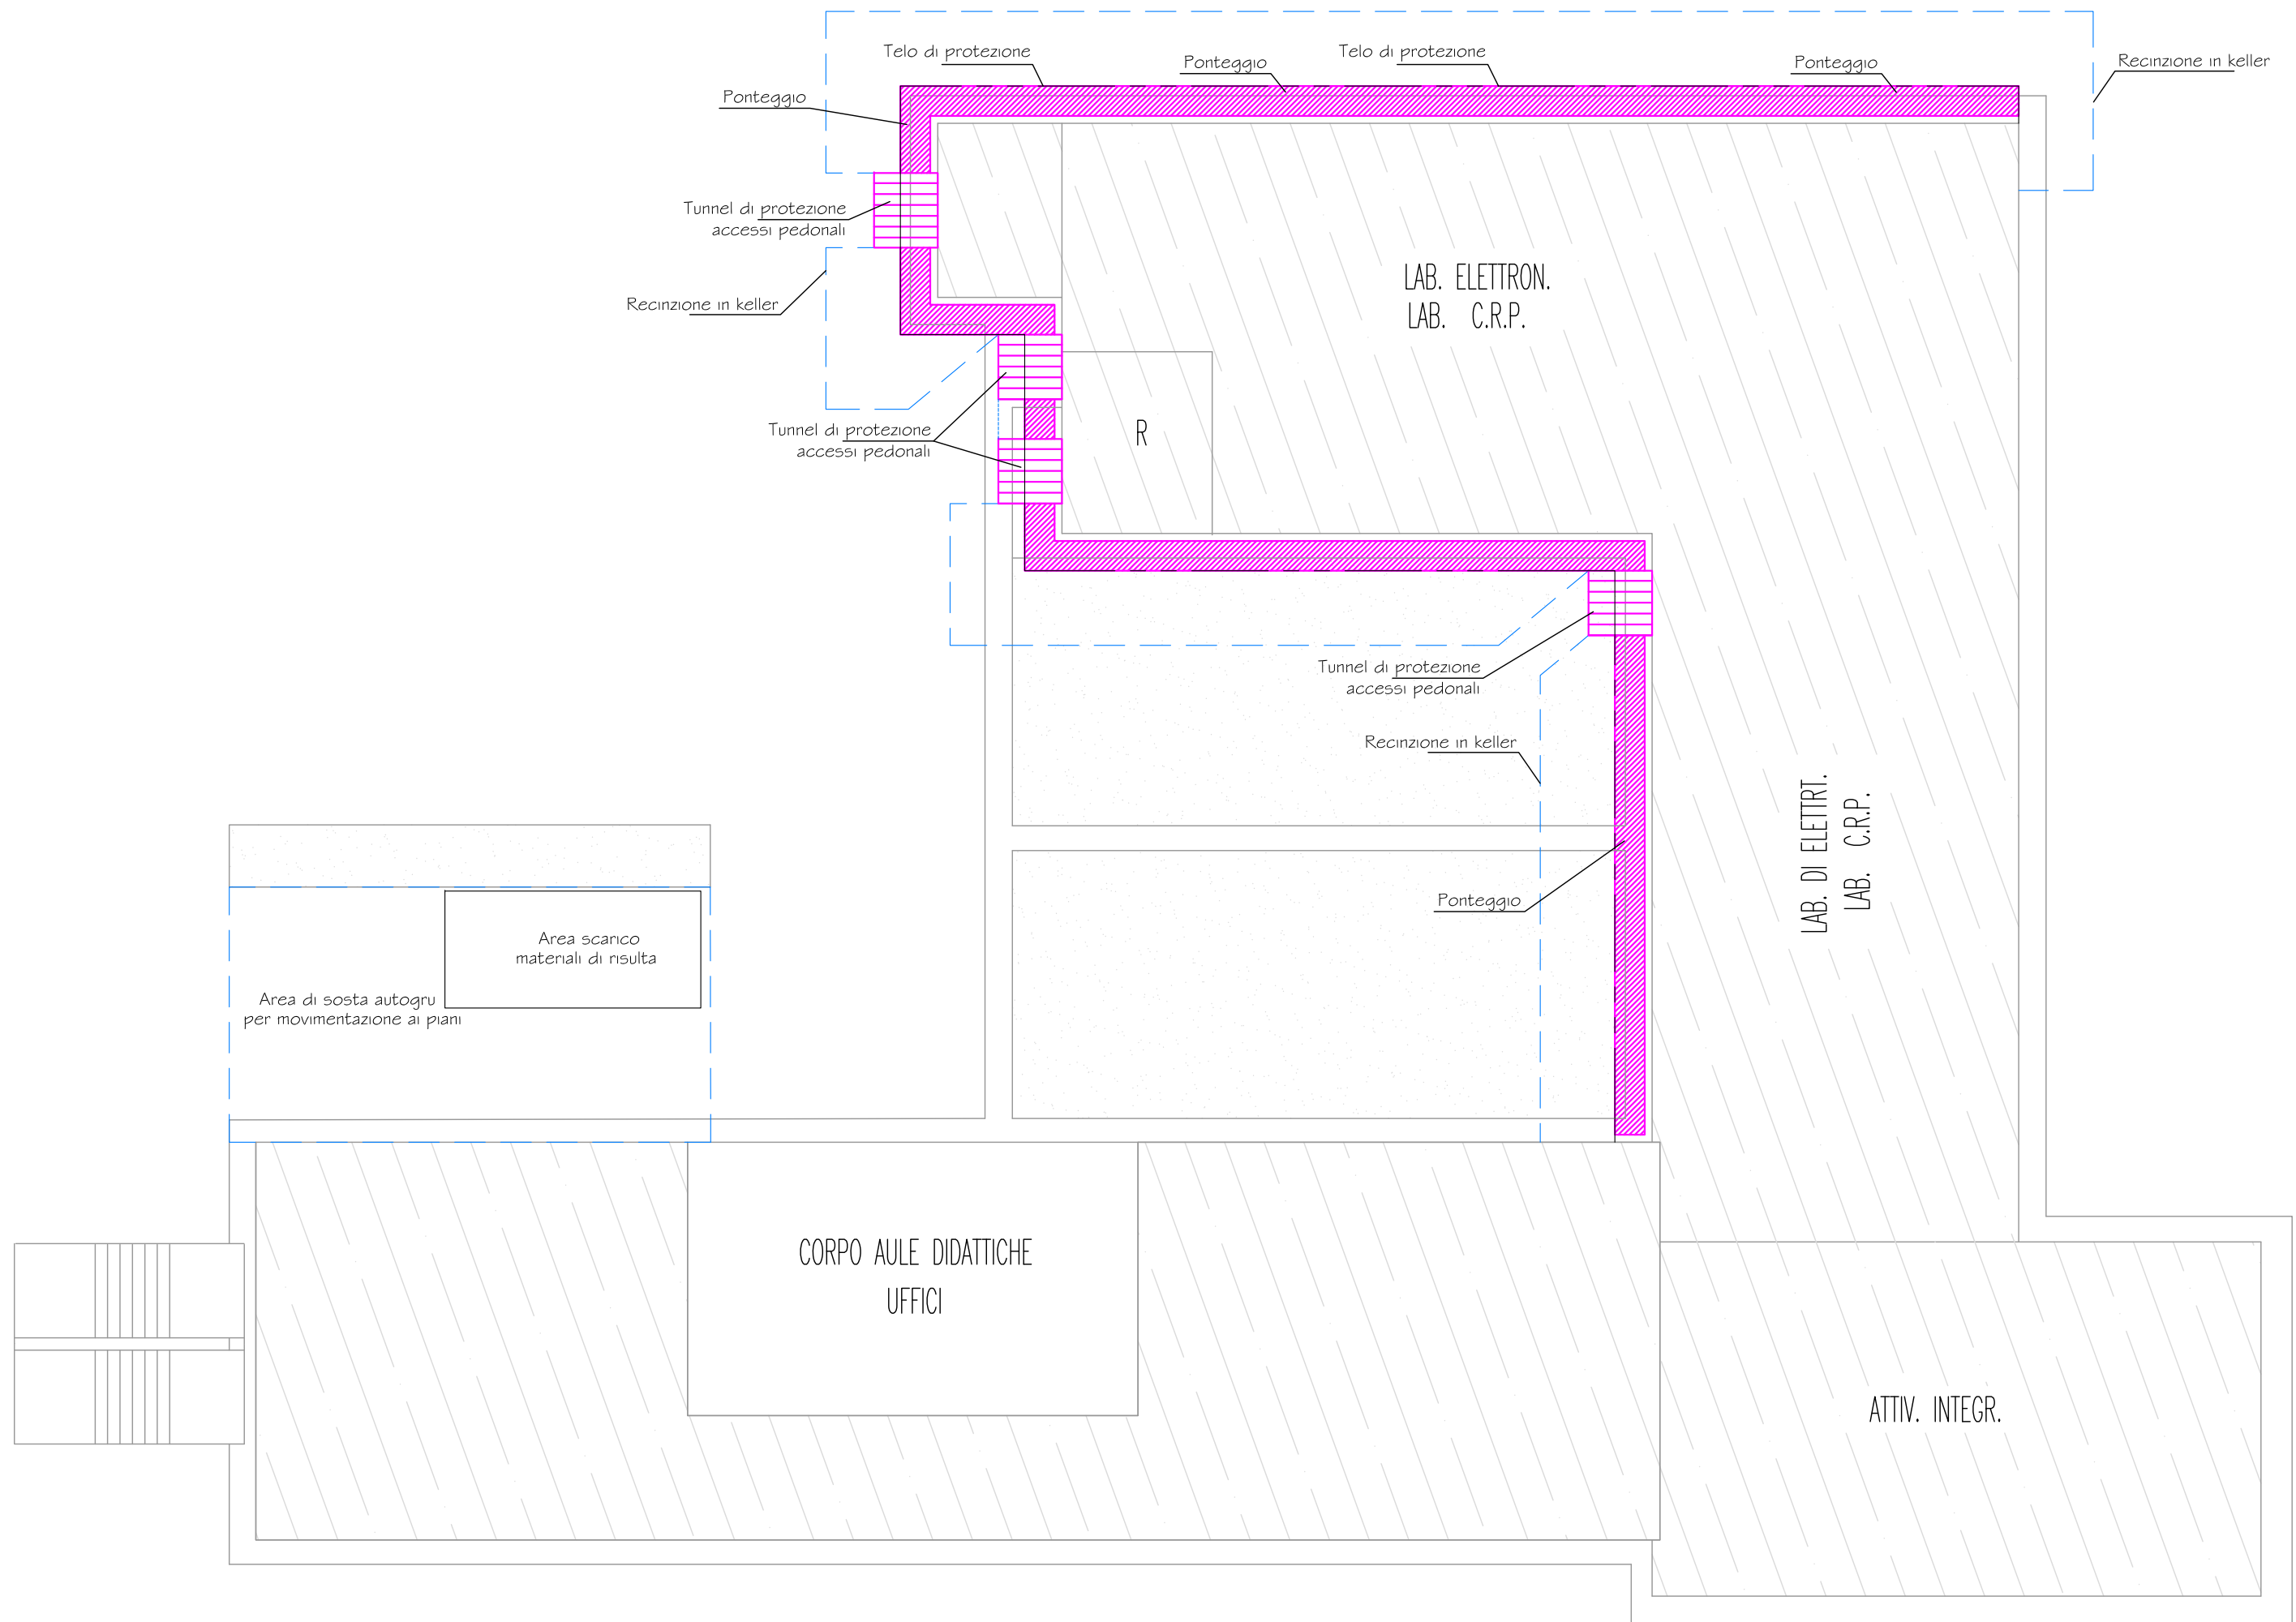 Telo di protezione
Ponteggio
Telo di protezione
Ponteggio
Recinzione in keller
Ponteggio
Tunnel di protezione
accessi pedonali
Recinzione in keller
LAB. ELETTRON.
LAB. C.R.P.
R
Tunnel di protezione
accessi pedonali
Tunnel di protezione
accessi pedonali
Recinzione in keller
LAB. DI ELETTRT.
LAB. C.R.P.
Ponteggio
Area scarico
materiali di risulta
Area di sosta autogru
per movimentazione ai piani
CORPO AULE DIDATTICHE
UFFICI
ATTIV. INTEGR.